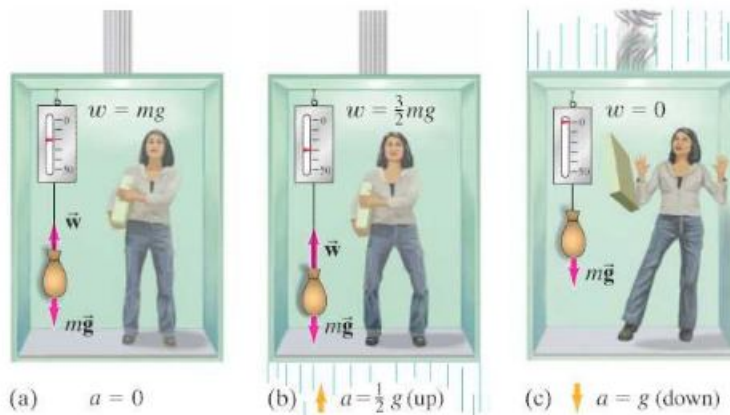 w = mg
0
50
w⃗
mg⃗
(a) a = 0
w = 3/2 mg
0
50
w⃗
mg⃗
(b) a = 1/2 g (up)
w = 0
0
50
mg⃗
(c) a = g (down)